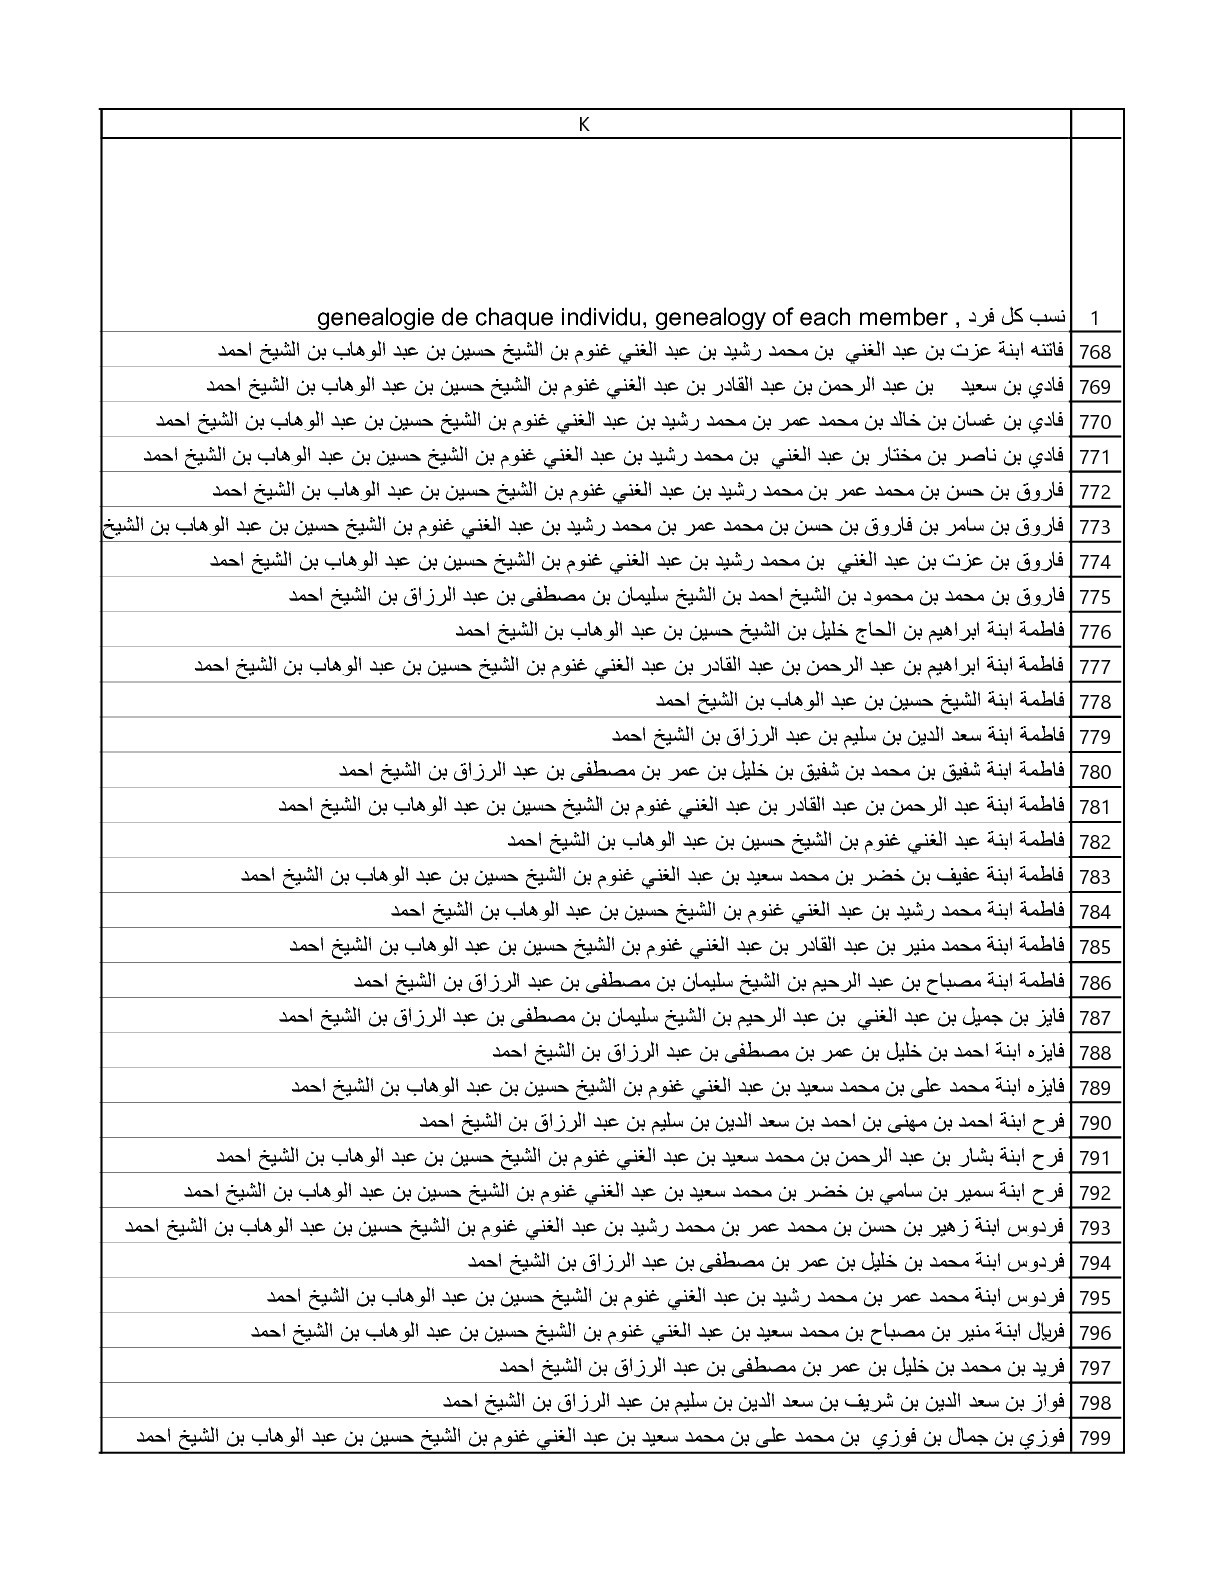 K
1 نسب كل فرد , genealogie de chaque individu, genealogy of each member
768 فاتنه ابنة عزت بن عبد الغني بن محمد رشيد بن عبد الغني غنوم بن الشيخ حسين بن عبد الوهاب بن الشيخ احمد
769 فادي بن سعيد بن عبد الرحمن بن عبد القادر بن عبد الغني غنوم بن الشيخ حسين بن عبد الوهاب بن الشيخ احمد
770 فادي بن غسان بن خالد بن محمد عمر بن محمد رشيد بن عبد الغني غنوم بن الشيخ حسين بن عبد الوهاب بن الشيخ احمد
771 فادي بن ناصر بن مختار بن عبد الغني بن محمد رشيد بن عبد الغني غنوم بن الشيخ حسين بن عبد الوهاب بن الشيخ احمد
772 فاروق بن حسن بن محمد عمر بن محمد رشيد بن عبد الغني غنوم بن الشيخ حسين بن عبد الوهاب بن الشيخ احمد
773 فاروق بن سامر بن فاروق بن حسن بن محمد عمر بن محمد رشيد بن عبد الغني غنوم بن الشيخ حسين بن عبد الوهاب بن الشيخ
774 فاروق بن عزت بن عبد الغني بن محمد رشيد بن عبد الغني غنوم بن الشيخ حسين بن عبد الوهاب بن الشيخ احمد
775 فاروق بن محمد بن محمود بن الشيخ احمد بن الشيخ سليمان بن مصطفى بن عبد الرزاق بن الشيخ احمد
776 فاطمة ابنة ابراهيم بن الحاج خليل بن الشيخ حسين بن عبد الوهاب بن الشيخ احمد
777 فاطمة ابنة ابراهيم بن عبد الرحمن بن عبد القادر بن عبد الغني غنوم بن الشيخ حسين بن عبد الوهاب بن الشيخ احمد
778 فاطمة ابنة الشيخ حسين بن عبد الوهاب بن الشيخ احمد
779 فاطمة ابنة سعد الدين بن سليم بن عبد الرزاق بن الشيخ احمد
780 فاطمة ابنة شفيق بن محمد بن شفيق بن خليل بن عمر بن مصطفى بن عبد الرزاق بن الشيخ احمد
781 فاطمة ابنة عبد الرحمن بن عبد القادر بن عبد الغني غنوم بن الشيخ حسين بن عبد الوهاب بن الشيخ احمد
782 فاطمة ابنة عبد الغني غنوم بن الشيخ حسين بن عبد الوهاب بن الشيخ احمد
783 فاطمة ابنة عفيف بن خضر بن محمد سعيد بن عبد الغني غنوم بن الشيخ حسين بن عبد الوهاب بن الشيخ احمد
784 فاطمة ابنة محمد رشيد بن عبد الغني غنوم بن الشيخ حسين بن عبد الوهاب بن الشيخ احمد
785 فاطمة ابنة محمد منير بن عبد القادر بن عبد الغني غنوم بن الشيخ حسين بن عبد الوهاب بن الشيخ احمد
786 فاطمة ابنة مصباح بن عبد الرحيم بن الشيخ سليمان بن مصطفى بن عبد الرزاق بن الشيخ احمد
787 فايز بن جميل بن عبد الغني بن عبد الرحيم بن الشيخ سليمان بن مصطفى بن عبد الرزاق بن الشيخ احمد
788 فايزه ابنة احمد بن خليل بن عمر بن مصطفى بن عبد الرزاق بن الشيخ احمد
789 فايزه ابنة محمد على بن محمد سعيد بن عبد الغني غنوم بن الشيخ حسين بن عبد الوهاب بن الشيخ احمد
790 فرح ابنة احمد بن مهنى بن احمد بن سعد الدين بن سليم بن عبد الرزاق بن الشيخ احمد
791 فرح ابنة بشار بن عبد الرحمن بن محمد سعيد بن عبد الغني غنوم بن الشيخ حسين بن عبد الوهاب بن الشيخ احمد
792 فرح ابنة سمير بن سامي بن خضر بن محمد سعيد بن عبد الغني غنوم بن الشيخ حسين بن عبد الوهاب بن الشيخ احمد
793 فردوس ابنة زهير بن حسن بن محمد عمر بن محمد رشيد بن عبد الغني غنوم بن الشيخ حسين بن عبد الوهاب بن الشيخ احمد
794 فردوس ابنة محمد بن خليل بن عمر بن مصطفى بن عبد الرزاق بن الشيخ احمد
795 فردوس ابنة محمد عمر بن محمد رشيد بن عبد الغني غنوم بن الشيخ حسين بن عبد الوهاب بن الشيخ احمد
796 فريال ابنة منير بن مصباح بن محمد سعيد بن عبد الغني غنوم بن الشيخ حسين بن عبد الوهاب بن الشيخ احمد
797 فريد بن محمد بن خليل بن عمر بن مصطفى بن عبد الرزاق بن الشيخ احمد
798 فواز بن سعد الدين بن شريف بن سعد الدين بن سليم بن عبد الرزاق بن الشيخ احمد
799 فوزي بن جمال بن فوزي بن محمد على بن محمد سعيد بن عبد الغني غنوم بن الشيخ حسين بن عبد الوهاب بن الشيخ احمد